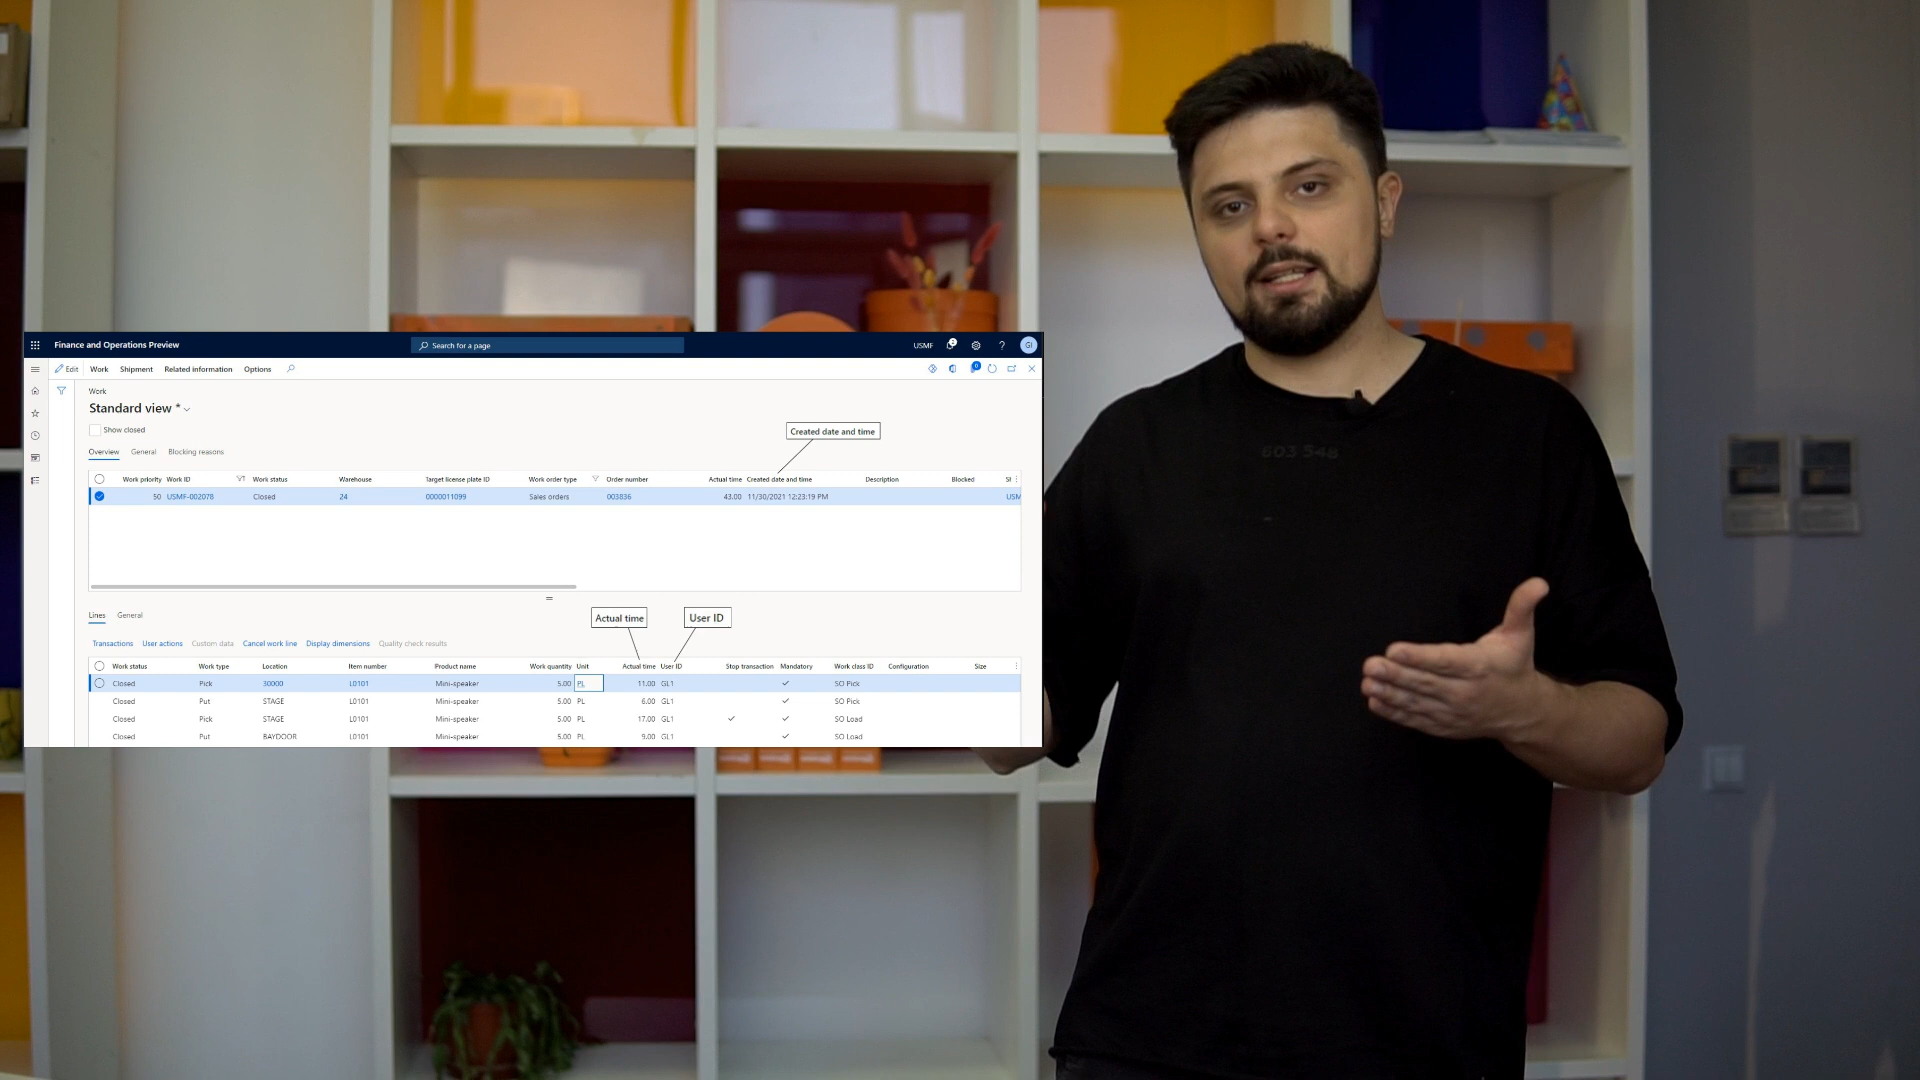 Finance and Operations Preview
Search for a page
USMF
?
GI
Edit Work Shipment Related information Options
0
Work
Standard view *
Show closed
Created date and time
Overview General Blocking reasons
Work priority Work ID Work status Warehouse Target license plate ID Work order type Order number Actual time Created date and time Description Blocked
50 USMF-002078 Closed 24 0000011099 Sales orders 003836 43.00 11/30/2021 12:23:19 PM USM
Lines General
Actual time
User ID
Transactions User actions Custom data Cancel work line Display dimensions Quality check results
Work status Work type Location Item number Product name Work quantity Unit Actual time User ID Stop transaction Mandatory Work class ID Configuration Size
Closed Pick 30000 L0101 Mini-speaker 5.00 PL 11.00 GL1 ✓ SO Pick
Closed Put STAGE L0101 Mini-speaker 5.00 PL 6.00 GL1 ✓ SO Pick
Closed Pick STAGE L0101 Mini-speaker 5.00 PL 17.00 GL1 ✓ ✓ SO Load
Closed Put BAYDOOR L0101 Mini-speaker 5.00 PL 9.00 GL1 ✓ SO Load
603 548